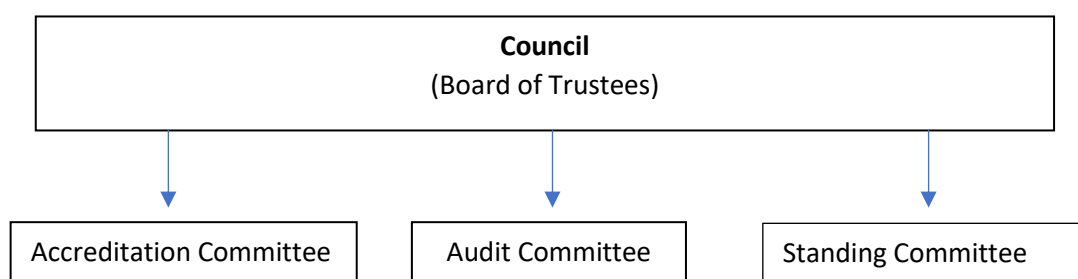 Council
(Board of Trustees)
Accreditation Committee
Audit Committee
Standing Committee